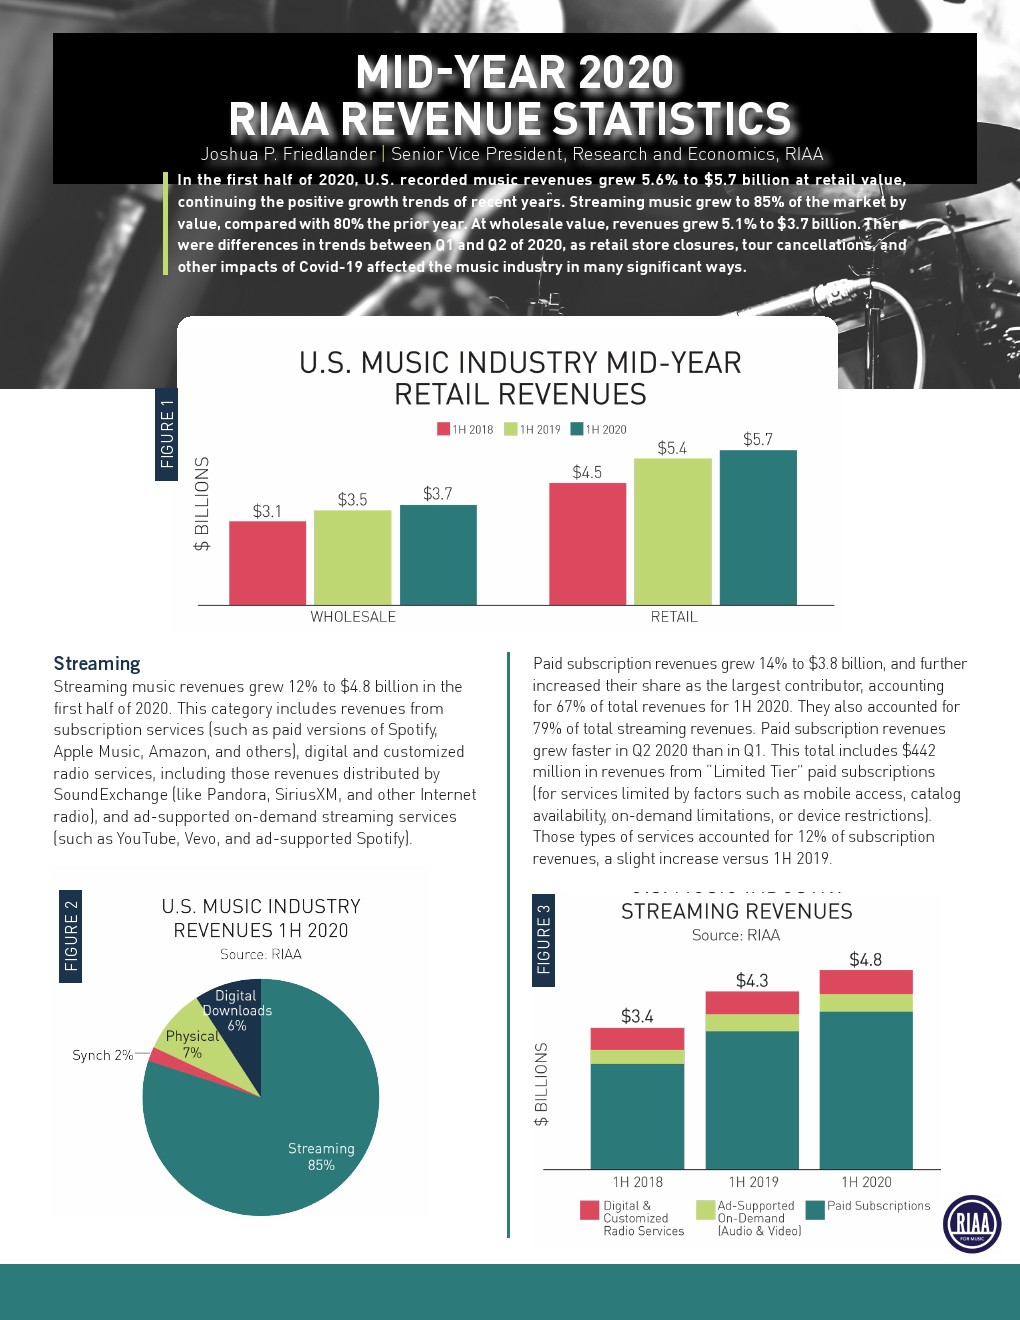 MID-YEAR 2020
RIAA REVENUE STATISTICS
Joshua P. Friedlander | Senior Vice President, Research and Economics, RIAA
In the first half of 2020, U.S. recorded music revenues grew 5.6% to $5.7 billion at retail value,
continuing the positive growth trends of recent years. Streaming music grew to 85% of the market by
value, compared with 80% the prior year. At wholesale value, revenues grew 5.1% to $3.7 billion. There
were differences in trends between Q1 and Q2 of 2020, as retail store closures, tour cancellations, and
other impacts of Covid-19 affected the music industry in many significant ways.
FIGURE 1
U.S. MUSIC INDUSTRY MID-YEAR
RETAIL REVENUES
1H 2018 1H 2019 1H 2020
$ BILLIONS
$3.1
$3.5
$3.7
$4.5
$5.4
$5.7
WHOLESALE
RETAIL
Streaming
Streaming music revenues grew 12% to $4.8 billion in the
first half of 2020. This category includes revenues from
subscription services (such as paid versions of Spotify,
Apple Music, Amazon, and others), digital and customized
radio services, including those revenues distributed by
SoundExchange (like Pandora, SiriusXM, and other Internet
radio), and ad-supported on-demand streaming services
(such as YouTube, Vevo, and ad-supported Spotify).
FIGURE 2
U.S. MUSIC INDUSTRY
REVENUES 1H 2020
Source: RIAA
Digital
Downloads
6%
Physical
7%
Synch 2%
Streaming
85%
Paid subscription revenues grew 14% to $3.8 billion, and further
increased their share as the largest contributor, accounting
for 67% of total revenues for 1H 2020. They also accounted for
79% of total streaming revenues. Paid subscription revenues
grew faster in Q2 2020 than in Q1. This total includes $442
million in revenues from "Limited Tier" paid subscriptions
(for services limited by factors such as mobile access, catalog
availability, on-demand limitations, or device restrictions).
Those types of services accounted for 12% of subscription
revenues, a slight increase versus 1H 2019.
FIGURE 3
STREAMING REVENUES
Source: RIAA
$ BILLIONS
$3.4
$4.3
$4.8
1H 2018
1H 2019
1H 2020
Digital &
Customized
Radio Services
Ad-Supported
On-Demand
(Audio & Video)
Paid Subscriptions
RIAA
FOR MUSIC